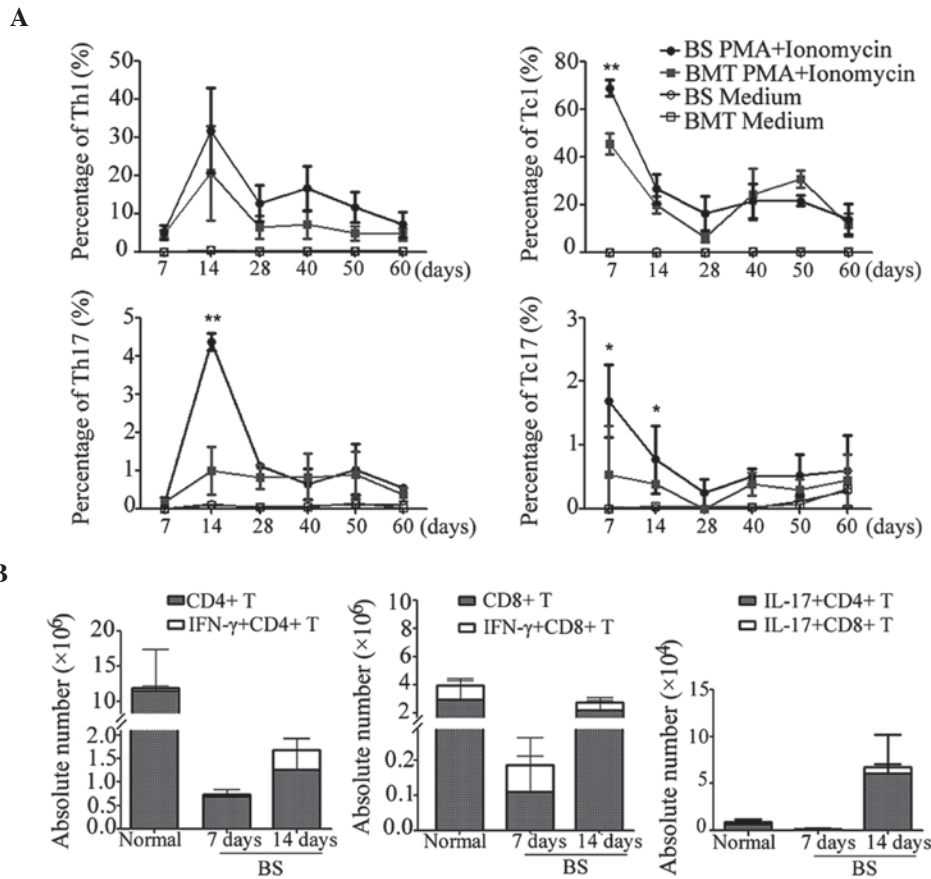 A
Percentage of Th1 (%)
50
40
30
20
10
0
7 14 28 40 50 60 (days)
Percentage of Tc1 (%)
80
60
40
20
0
**
7 14 28 40 50 60 (days)
BS PMA+Ionomycin
BMT PMA+Ionomycin
BS Medium
BMT Medium
Percentage of Th17 (%)
5
4
3
2
1
0
**
7 14 28 40 50 60 (days)
Percentage of Tc17 (%)
3
2
1
0
*
*
7 14 28 40 50 60 (days)
B
CD4+ T
IFN-γ+CD4+ T
Absolute number (×10⁶)
20
15
10
2.0
1.5
1.0
0.5
0.0
Normal 7 days 14 days
BS
CD8+ T
IFN-γ+CD8+ T
Absolute number (×10⁶)
10
8
6
4
2
0.2
0.1
0.0
Normal 7 days 14 days
BS
IL-17+CD4+ T
IL-17+CD8+ T
Absolute number (×10⁴)
15
10
5
0
Normal 7 days 14 days
BS